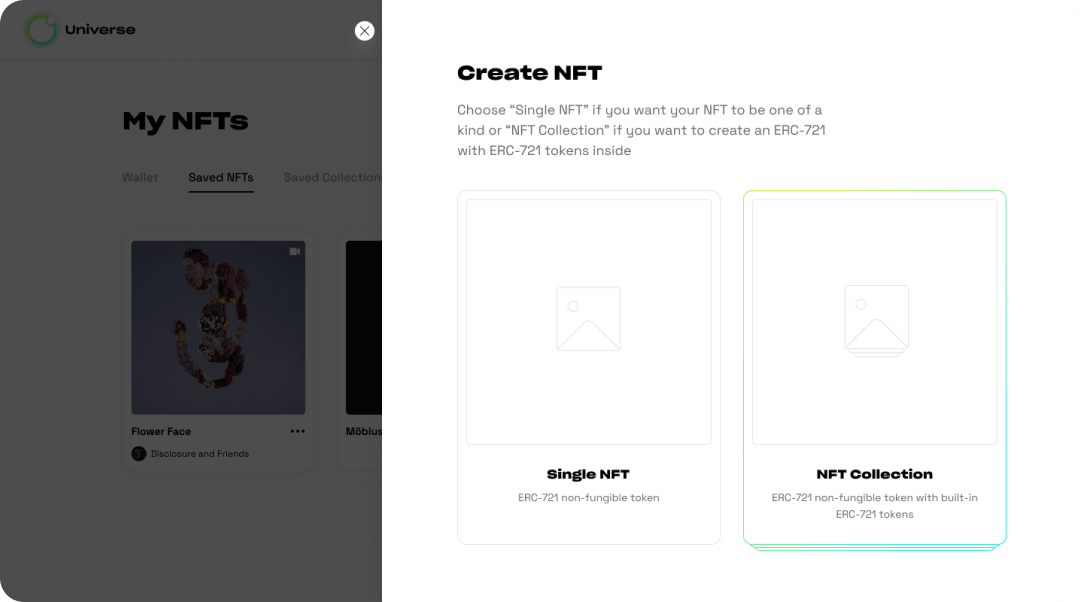 Universe
My NFTs
Wallet
Saved NFTs
Saved Collection
Flower Face
Disclosure and Friends
Möbius
Create NFT
Choose “Single NFT” if you want your NFT to be one of a
kind or “NFT Collection” if you want to create an ERC-721
with ERC-721 tokens inside
Single NFT
ERC-721 non-fungible token
NFT Collection
ERC-721 non-fungible token with built-in
ERC-721 tokens